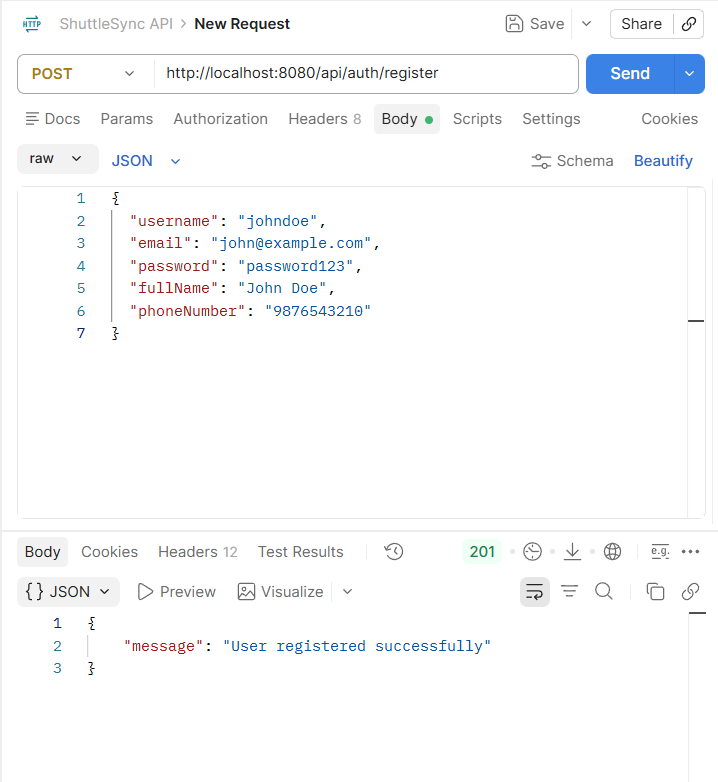 HTTP ShuttleSync API > New Request Save Share
POST http://localhost:8080/api/auth/register Send
Docs Params Authorization Headers 8 Body Scripts Settings Cookies
raw JSON Schema Beautify
1 {
2 "username": "johndoe",
3 "email": "john@example.com",
4 "password": "password123",
5 "fullName": "John Doe",
6 "phoneNumber": "9876543210"
7 }
Body Cookies Headers 12 Test Results 201 e.g.
{} JSON Preview Visualize
1 {
2 "message": "User registered successfully"
3 }